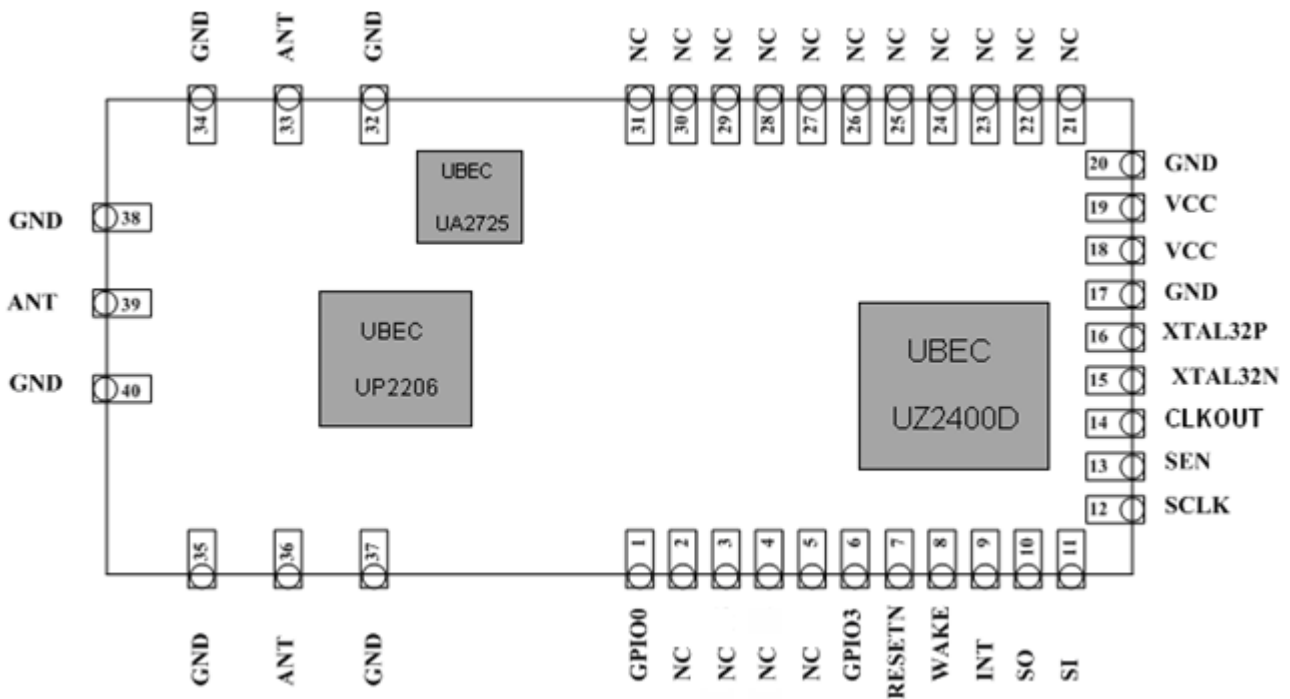 GND ANT GND NC NC NC NC NC NC NC NC NC NC NC
34 33 32 31 30 29 28 27 26 25 24 23 22 21
20 GND
19 VCC
18 VCC
17 GND
16 XTAL32P
15 XTAL32N
14 CLKOUT
13 SEN
12 SCLK
GND 38
ANT 39
GND 40
UBEC
UA2725
UBEC
UP2206
UBEC
UZ2400D
35 36 37 1 2 3 4 5 6 7 8 9 10 11
GND ANT GND GPIO0 NC NC NC NC GPIO3 RESETN WAKE INT SO SI